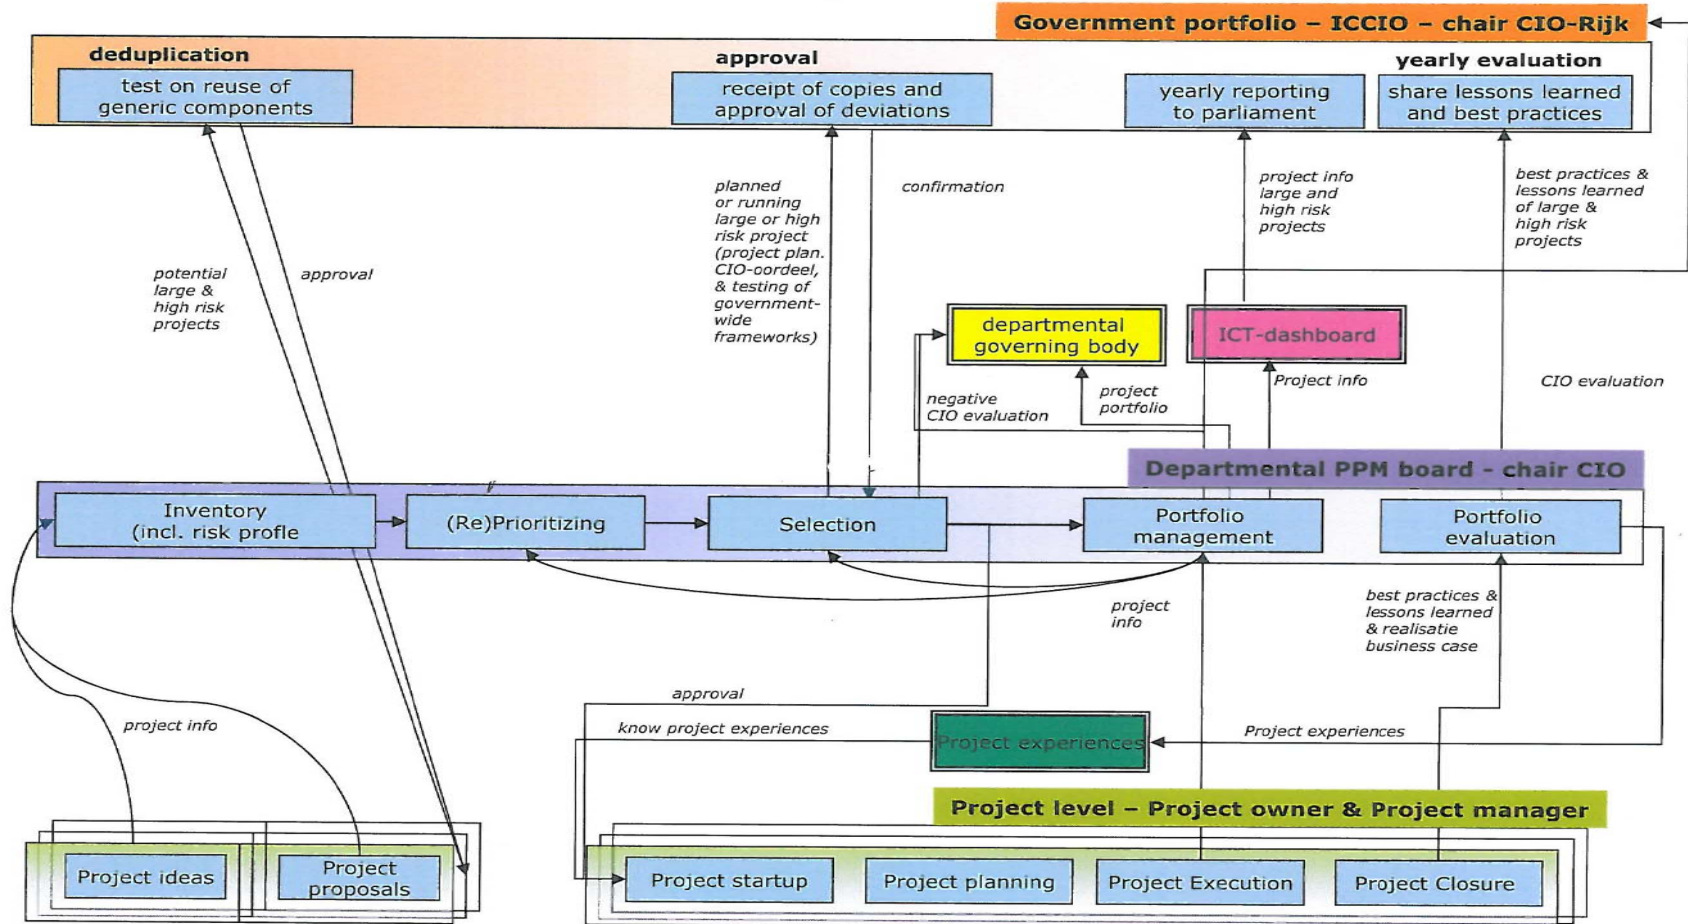 Government portfolio – ICCIO – chair CIO-Rijk
deduplication
test on reuse of
generic components
approval
receipt of copies and
approval of deviations
yearly reporting
to parliament
yearly evaluation
share lessons learned
and best practices
potential
large &
high risk
projects
approval
planned
or running
large or high
risk project
(project plan.
CIO-oordeel,
& testing of
government-
wide
frameworks)
confirmation
project info
large and
high risk
projects
best practices &
lessons learned
of large &
high risk
projects
departmental
governing body
ICT-dashboard
negative
CIO evaluation
project
portfolio
Project info
CIO evaluation
Departmental PPM board - chair CIO
Inventory
(incl. risk profle
(Re)Prioritizing
Selection
Portfolio
management
Portfolio
evaluation
project
info
best practices &
lessons learned
& realisatie
business case
project info
approval
know project experiences
Project experiences
Project experiences
Project level – Project owner & Project manager
Project ideas
Project
proposals
Project startup
Project planning
Project Execution
Project Closure